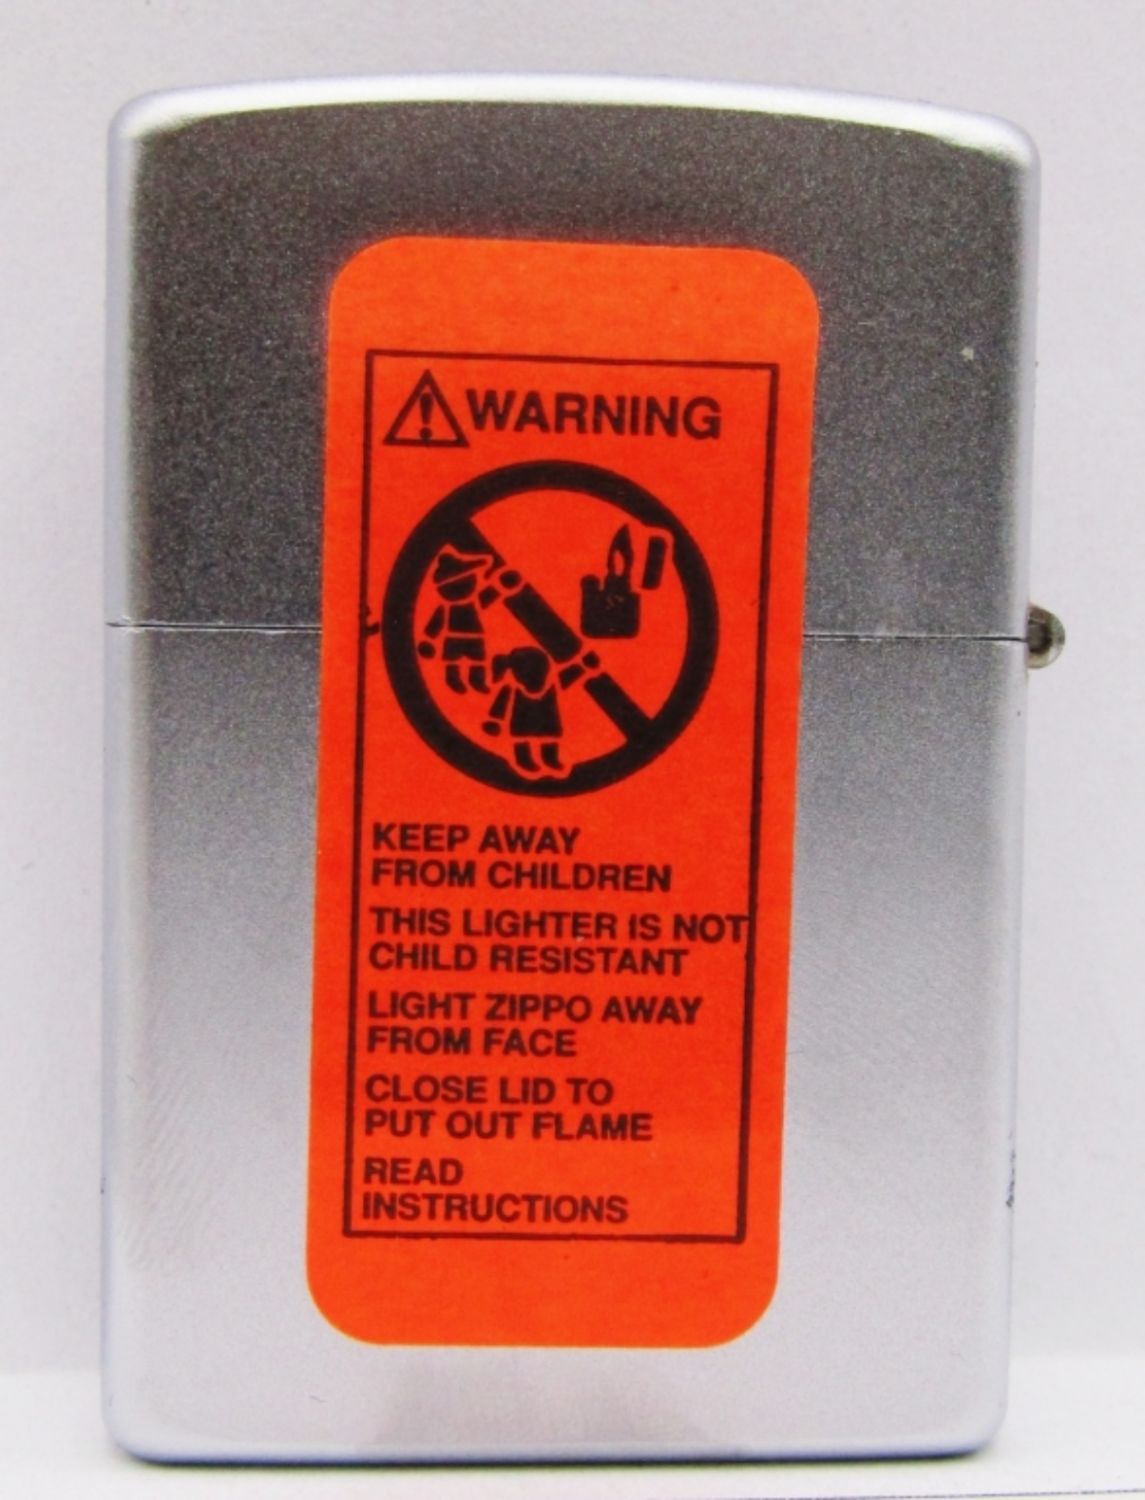 WARNING
KEEP AWAY
FROM CHILDREN
THIS LIGHTER IS NOT
CHILD RESISTANT
LIGHT ZIPPO AWAY
FROM FACE
CLOSE LID TO
PUT OUT FLAME
READ
INSTRUCTIONS